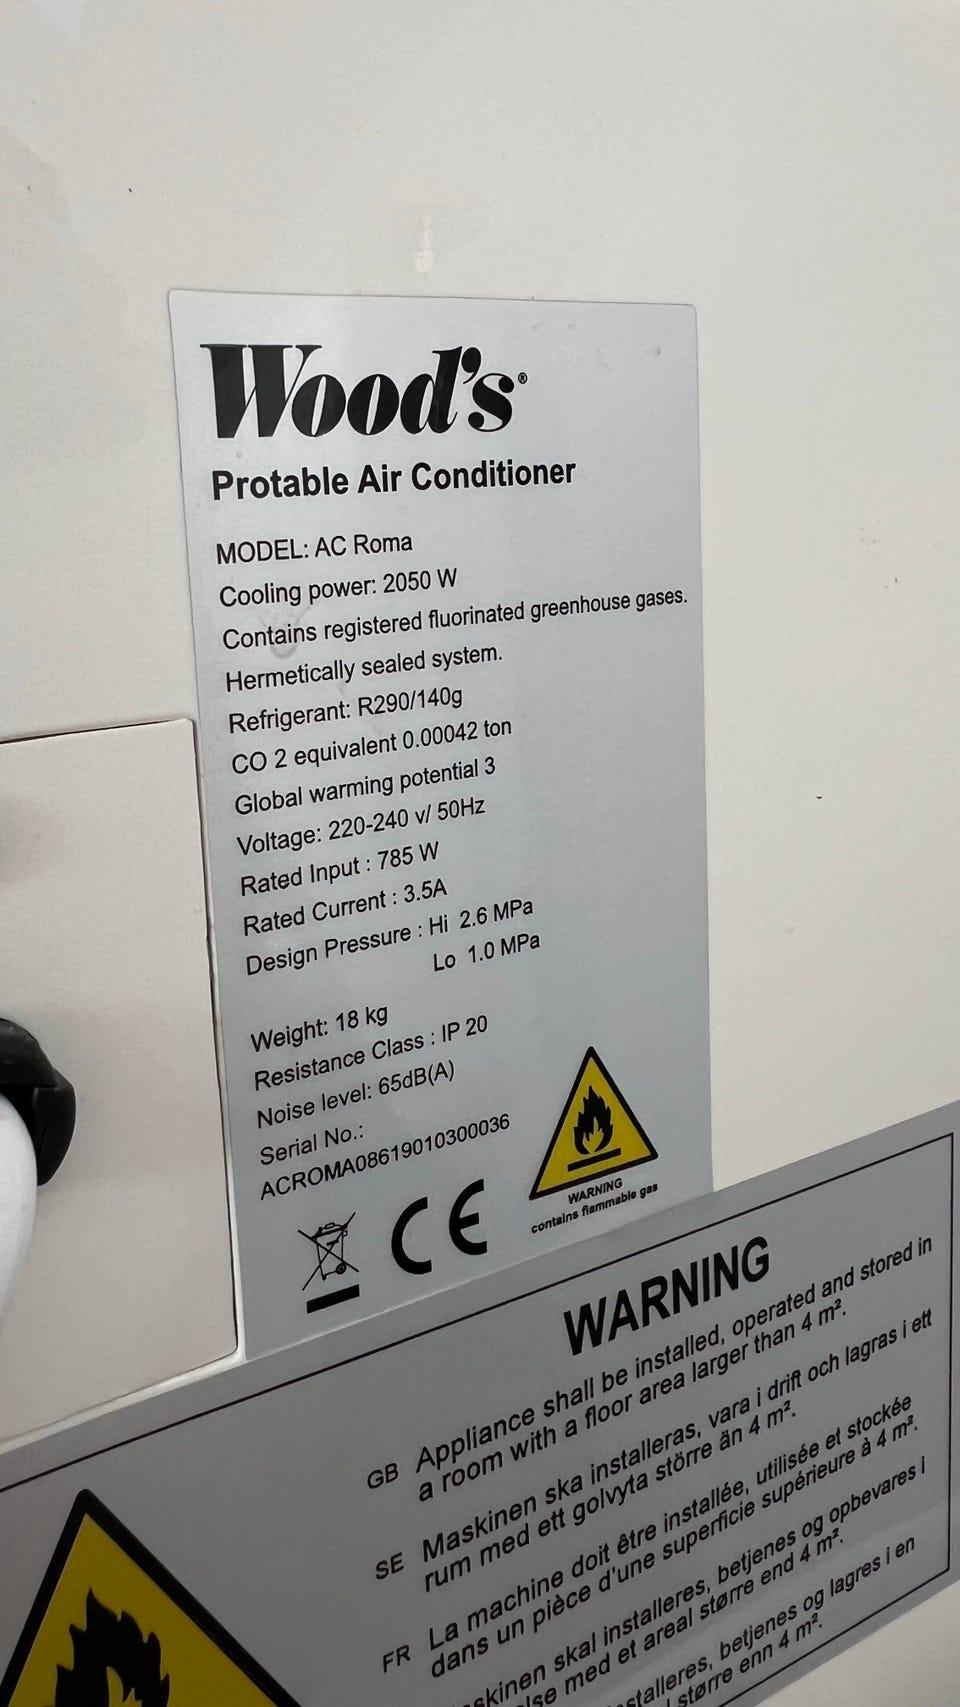 Wood's®
Protable Air Conditioner
MODEL: AC Roma
Cooling power: 2050 W
Contains registered fluorinated greenhouse gases.
Hermetically sealed system.
Refrigerant: R290/140g
CO 2 equivalent 0.00042 ton
Global warming potential 3
Voltage: 220-240 v/ 50Hz
Rated Input : 785 W
Rated Current : 3.5A
Design Pressure : Hi 2.6 MPa
Lo 1.0 MPa
Weight: 18 kg
Resistance Class : IP 20
Noise level: 65dB(A)
Serial No.:
ACROMA08619010300036
CE
WARNING
contains flammable gas
WARNING
GB Appliance shall be installed, operated and stored in
a room with a floor area larger than 4 m².
SE Maskinen ska installeras, vara i drift och lagras i ett
rum med ett golvyta större än 4 m².
FR La machine doit être installée, utilisée et stockée
dans un pièce d'une superficie supérieure à 4 m².
skinen skal installeres, betjenes og opbevares i
lse med et areal større end 4 m².
stalleres, betjenes og lagres i en
større enn 4 m².